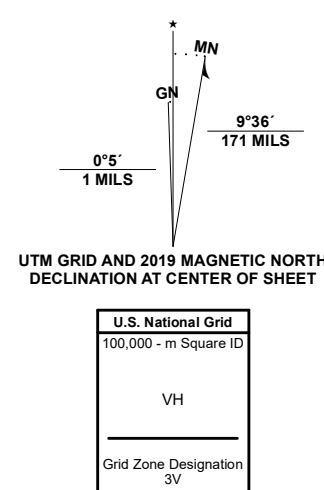 ★
MN
GN
9°36´
171 MILS
0°5´
1 MILS
UTM GRID AND 2019 MAGNETIC NORTH
DECLINATION AT CENTER OF SHEET
U.S. National Grid
100,000 - m Square ID
VH
Grid Zone Designation
3V